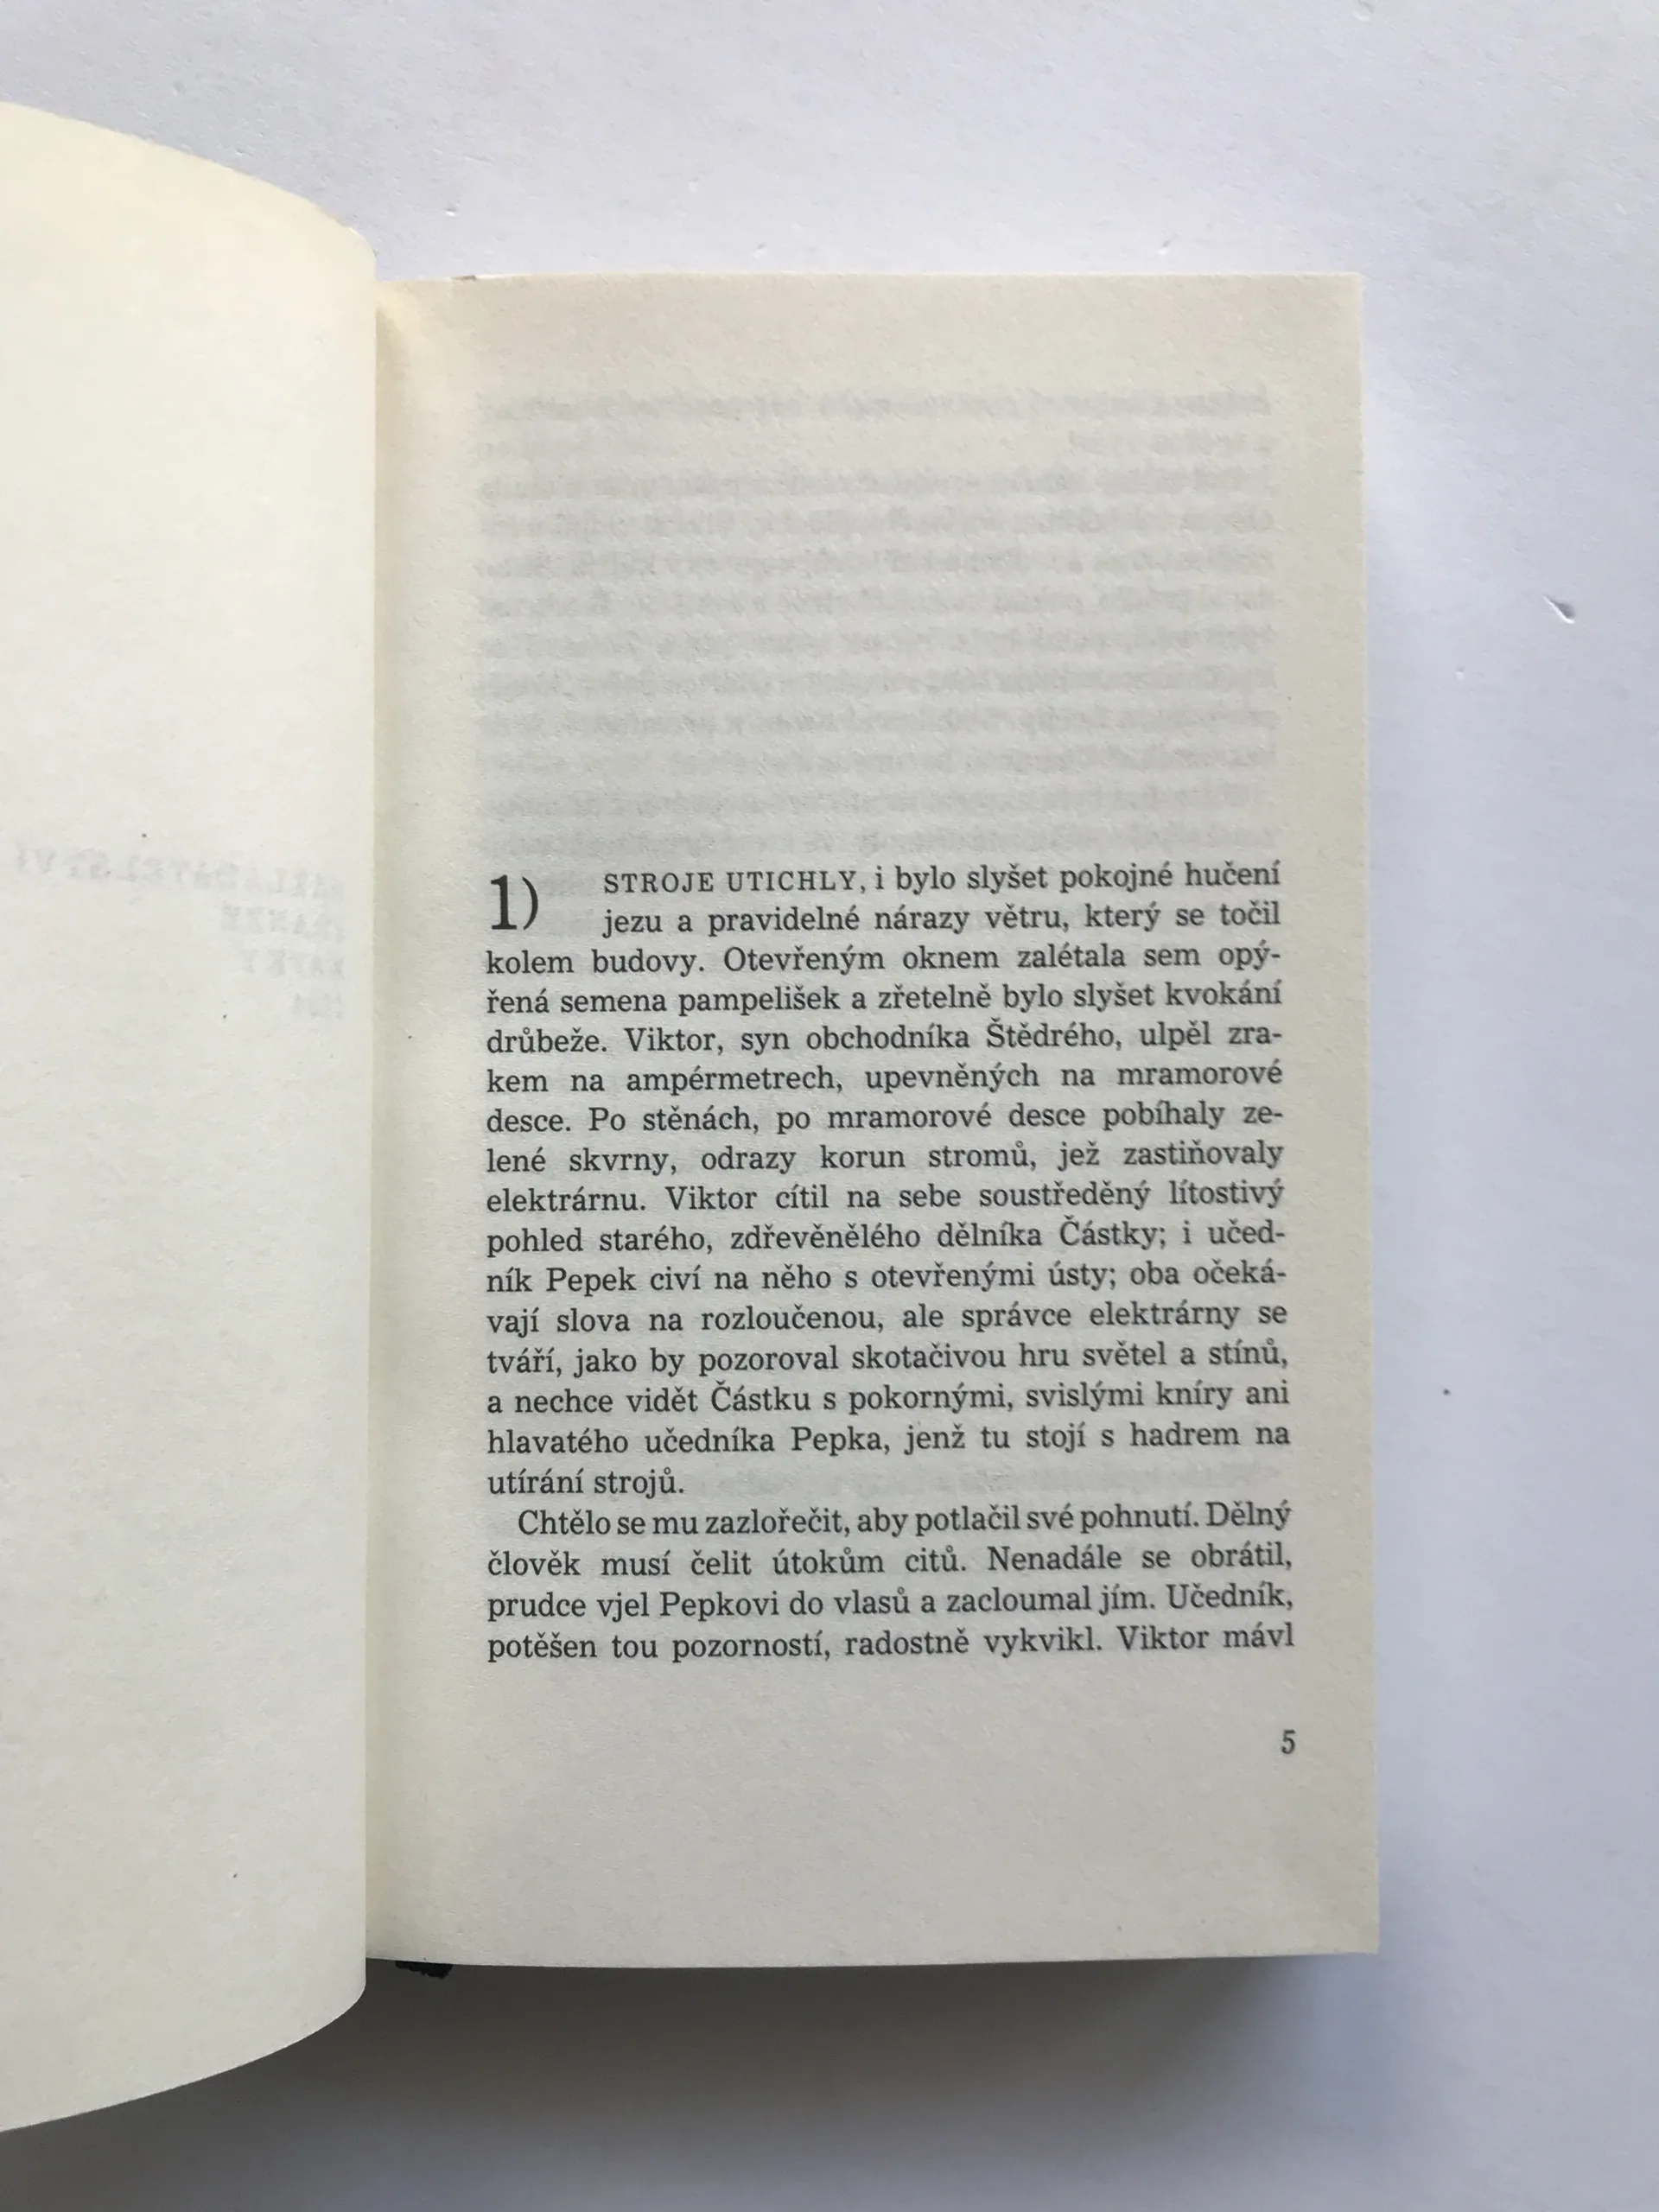 NAKLADATELSTVÍ
FRANZE
KAFKY
1) STROJE UTICHLY, i bylo slyšet pokojné hučení
jezu a pravidelné nárazy větru, který se točil
kolem budovy. Otevřeným oknem zalétala sem opý-
řená semena pampelišek a zřetelně bylo slyšet kvokání
drůbeže. Viktor, syn obchodníka Štědrého, ulpěl zra-
kem na ampérmetrech, upevněných na mramorové
desce. Po stěnách, po mramorové desce pobíhaly ze-
lené skvrny, odrazy korun stromů, jež zastiňovaly
elektrárnu. Viktor cítil na sebe soustředěný lítostivý
pohled starého, zdřevěnělého dělníka Částky; i učed-
ník Pepek civí na něho s otevřenými ústy; oba očeká-
vají slova na rozloučenou, ale správce elektrárny se
tváří, jako by pozoroval skotačivou hru světel a stínů,
a nechce vidět Částku s pokornými, svislými kníry ani
hlavatého učedníka Pepka, jenž tu stojí s hadrem na
utírání strojů.
Chtělo se mu zazlořečit, aby potlačil své pohnutí. Dělný
člověk musí čelit útokům citů. Nenadále se obrátil,
prudce vjel Pepkovi do vlasů a zacloumal jím. Učedník,
potěšen tou pozorností, radostně vykvikl. Viktor mávl
5